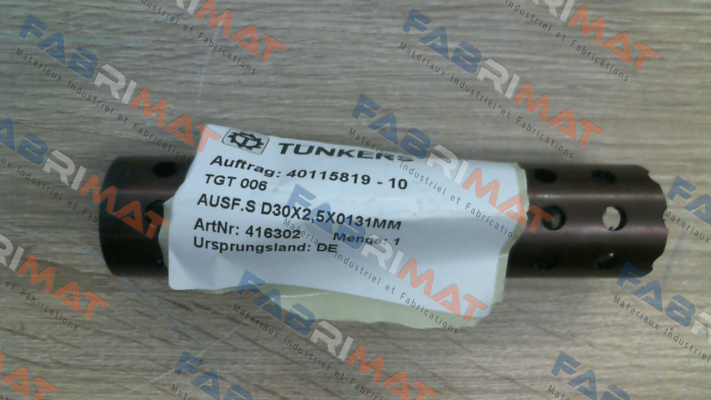 TÜNKERS
Auftrag: 40115819 - 10
TGT 006
AUSF.S D30X2,5X0131MM
ArtNr: 416302 Menge: 1
Ursprungsland: DE
FABRIMAT
Matériaux Industriel et Fabrications